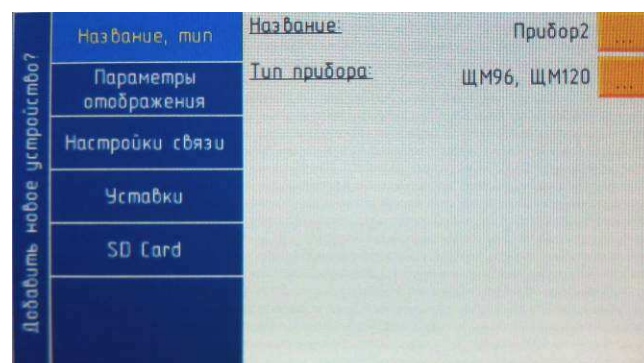 Добавить новое устройство?
Название, тип
Параметры
отображения
Настройки связи
Уставки
SD Card
Название:
Прибор2
...
Тип прибора:
ЩМ96, ЩМ120
...